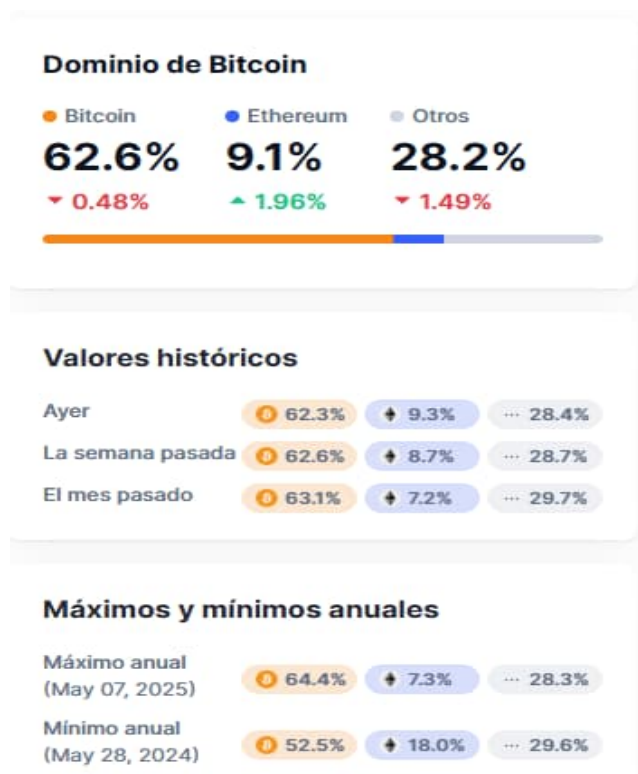 Dominio de Bitcoin
Bitcoin Ethereum Otros
62.6% 9.1% 28.2%
0.48% 1.96% 1.49%
Valores históricos
Ayer 62.3% 9.3% 28.4%
La semana pasada 62.6% 8.7% 28.7%
El mes pasado 63.1% 7.2% 29.7%
Máximos y mínimos anuales
Máximo anual
(May 07, 2025) 64.4% 7.3% 28.3%
Mínimo anual
(May 28, 2024) 52.5% 18.0% 29.6%